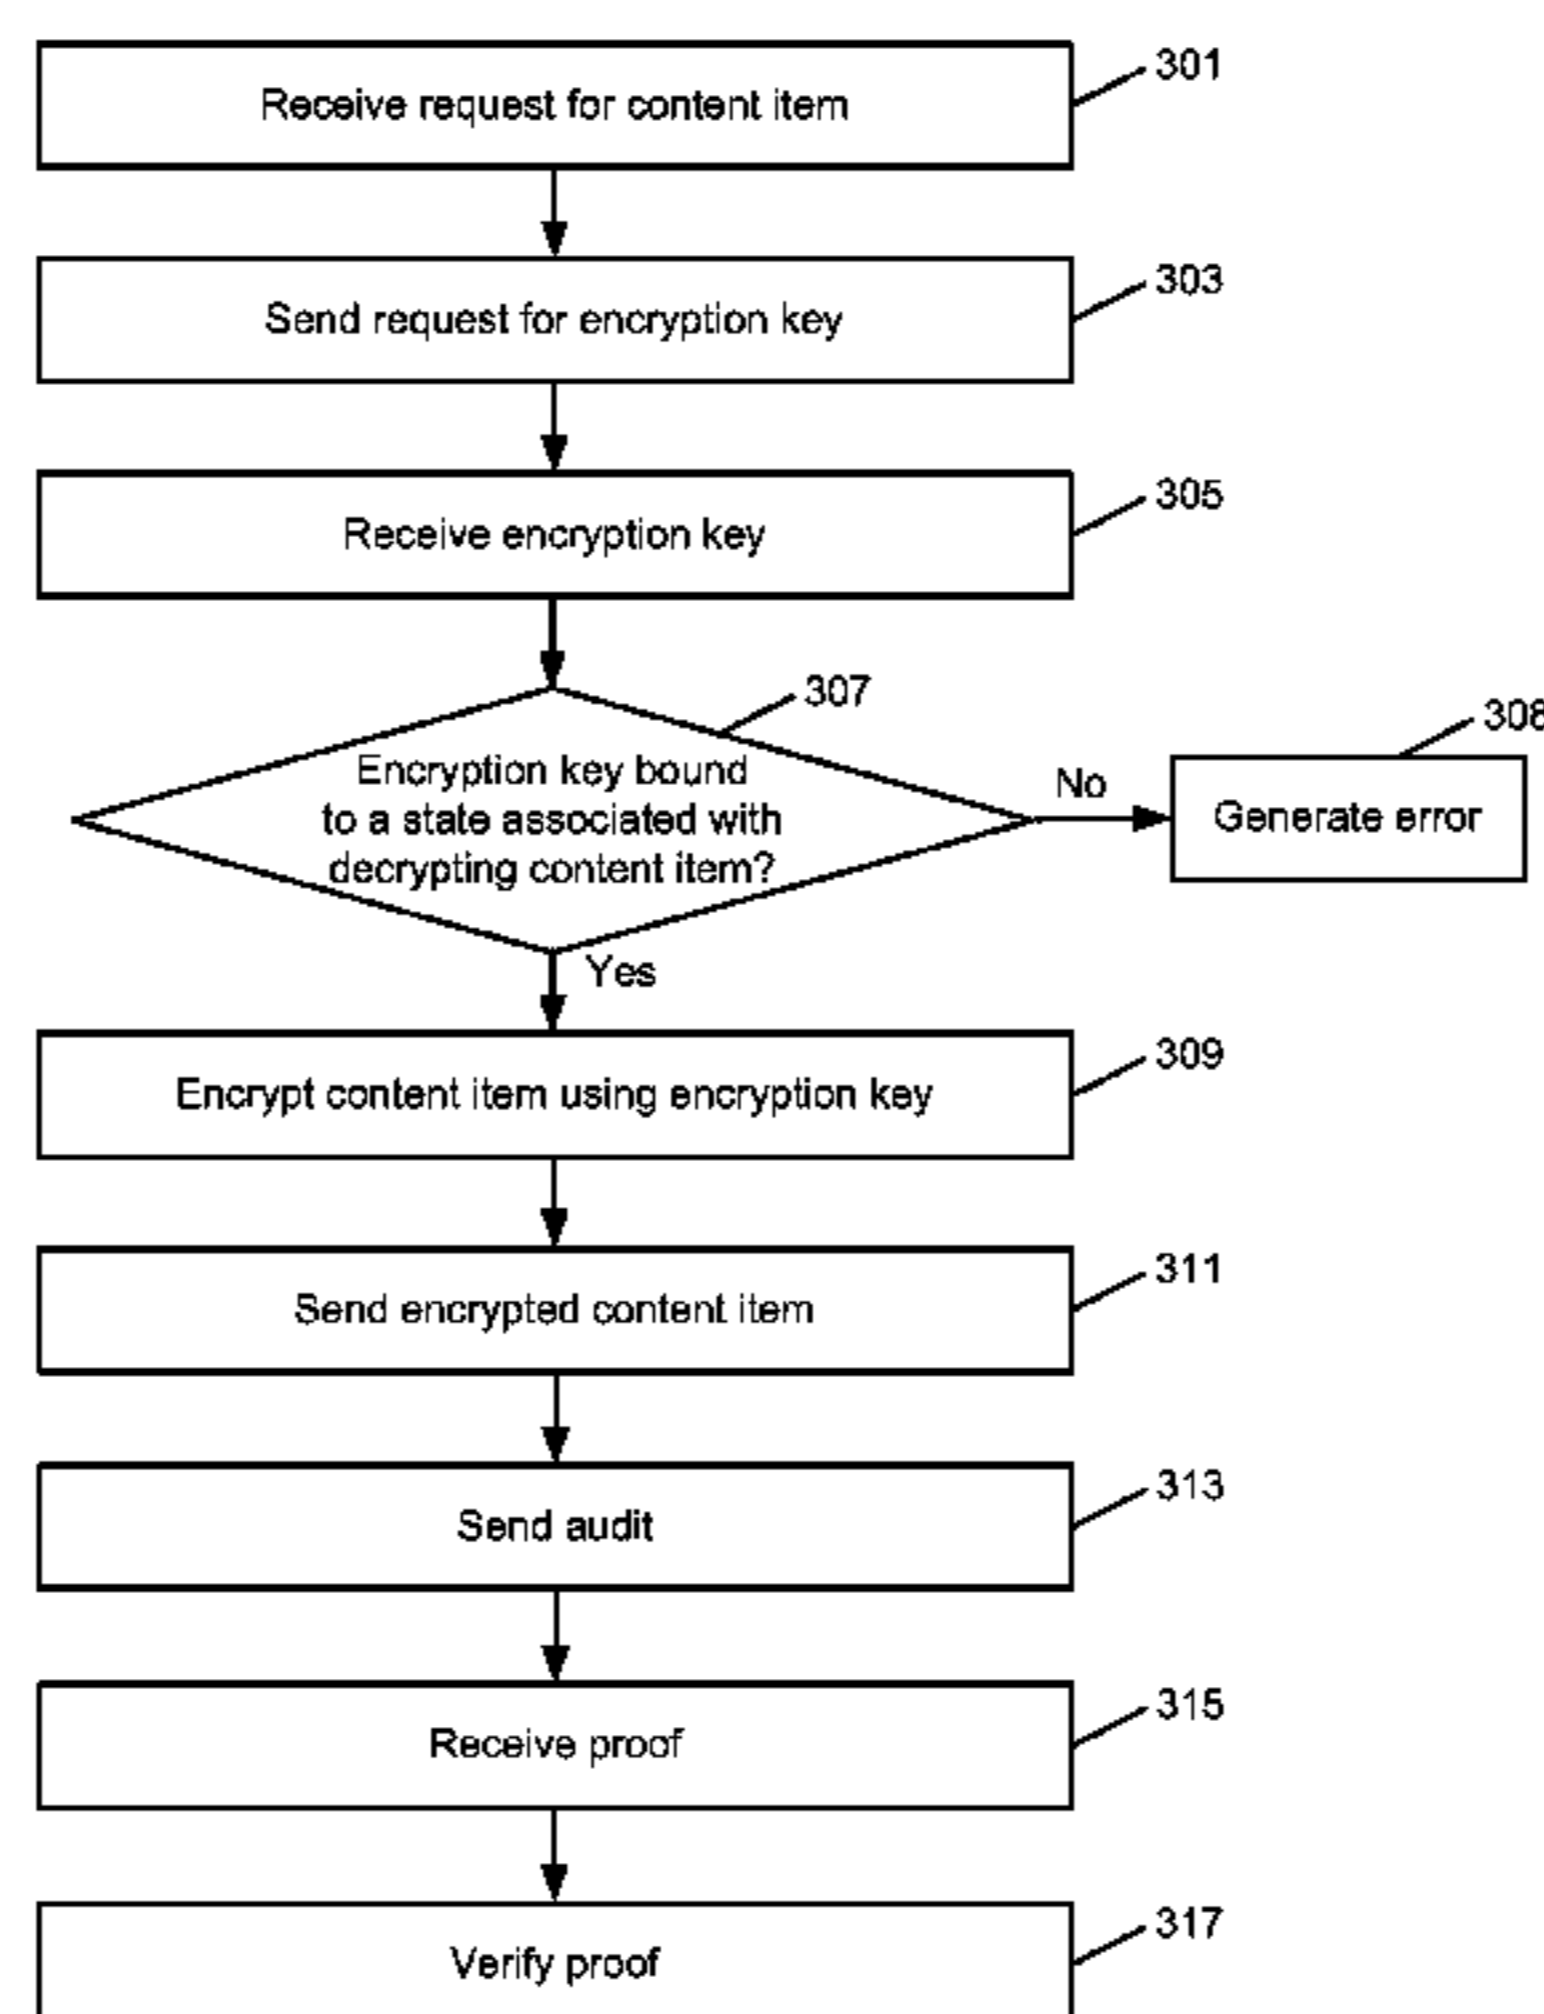 301
Receive request for content item
303
Send request for encryption key
305
Receive encryption key
307
Encryption key bound
to a state associated with
decrypting content item?
No
308
Generate error
Yes
309
Encrypt content item using encryption key
311
Send encrypted content item
313
Send audit
315
Receive proof
317
Verify proof